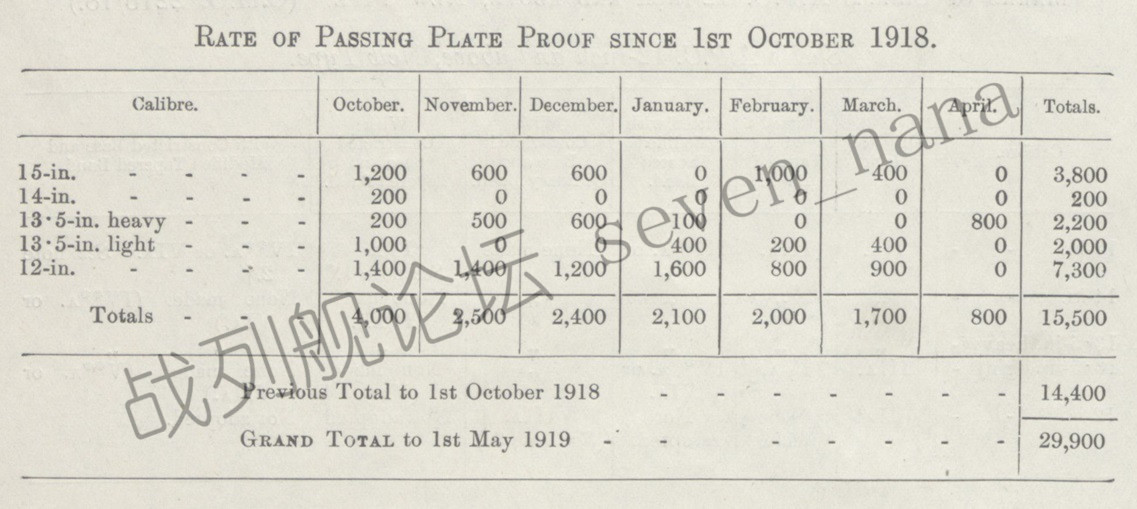 RATE OF PASSING PLATE PROOF SINCE 1ST OCTOBER 1918.
Calibre. October. November. December. January. February. March. April. Totals.
15-in. - - - - 1,200 600 600 0 1,000 400 0 3,800
14-in. - - - - 200 0 0 0 0 0 0 200
13·5-in. heavy - - - 200 500 600 100 0 0 800 2,200
13·5-in. light - - - 1,000 0 0 400 200 400 0 2,000
12-in. - - - - 1,400 1,400 1,200 1,600 800 900 0 7,300
Totals - - - 4,000 2,500 2,400 2,100 2,000 1,700 800 15,500
Previous Total to 1st October 1918 - - - - - - - 14,400
GRAND TOTAL to 1st May 1919 - - - - - - 29,900
战列舰论坛 seven_nana